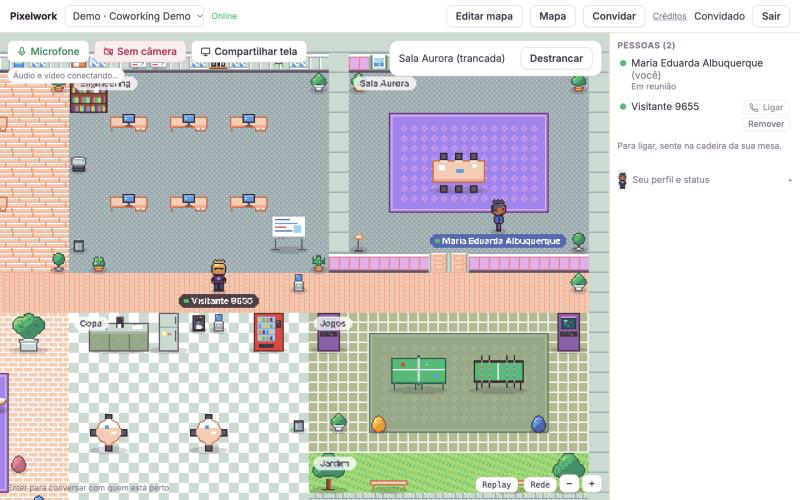 Pixelwork
Demo · Coworking Demo
Online
Editar mapa
Mapa
Convidar
Créditos
Convidado
Sair
Microfone
Sem câmera
Compartilhar tela
Sala Aurora (trancada)
Destrancar
Áudio e vídeo conectando…
Engineering
Sala Aurora
Maria Eduarda Albuquerque
Visitante 9655
Copa
Jogos
Jardim
Enter para conversar com quem está perto
Replay
Rede
−
+
PESSOAS (2)
Maria Eduarda Albuquerque
(você)
Em reunião
Visitante 9655
Ligar
Remover
Para ligar, sente na cadeira da sua mesa.
Seu perfil e status